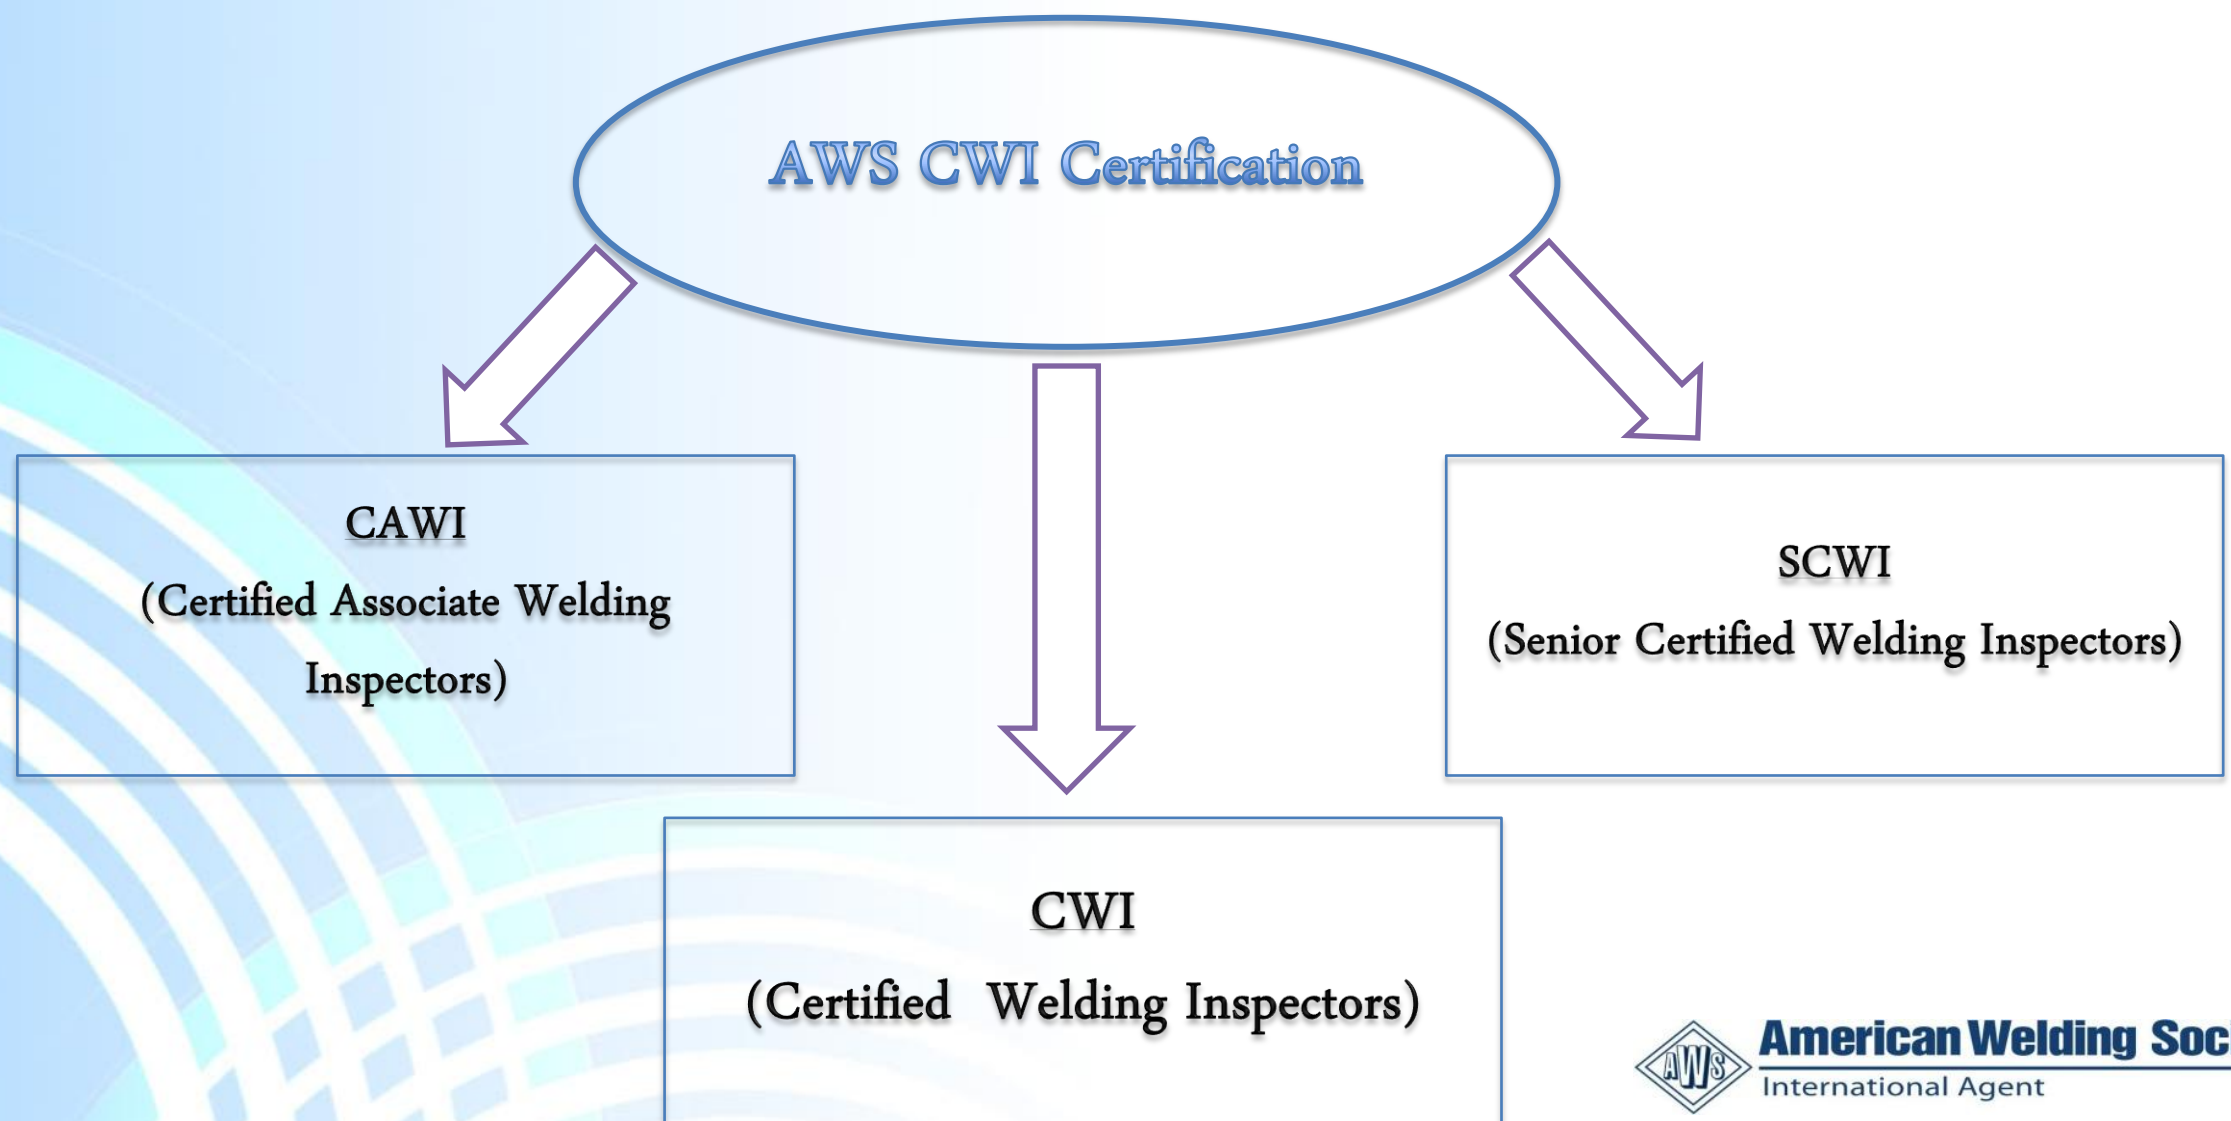 AWS CWI Certification
CAWI
(Certified Associate Welding
Inspectors)
SCWI
(Senior Certified Welding Inspectors)
CWI
(Certified Welding Inspectors)
AWS
American Welding Soc
International Agent